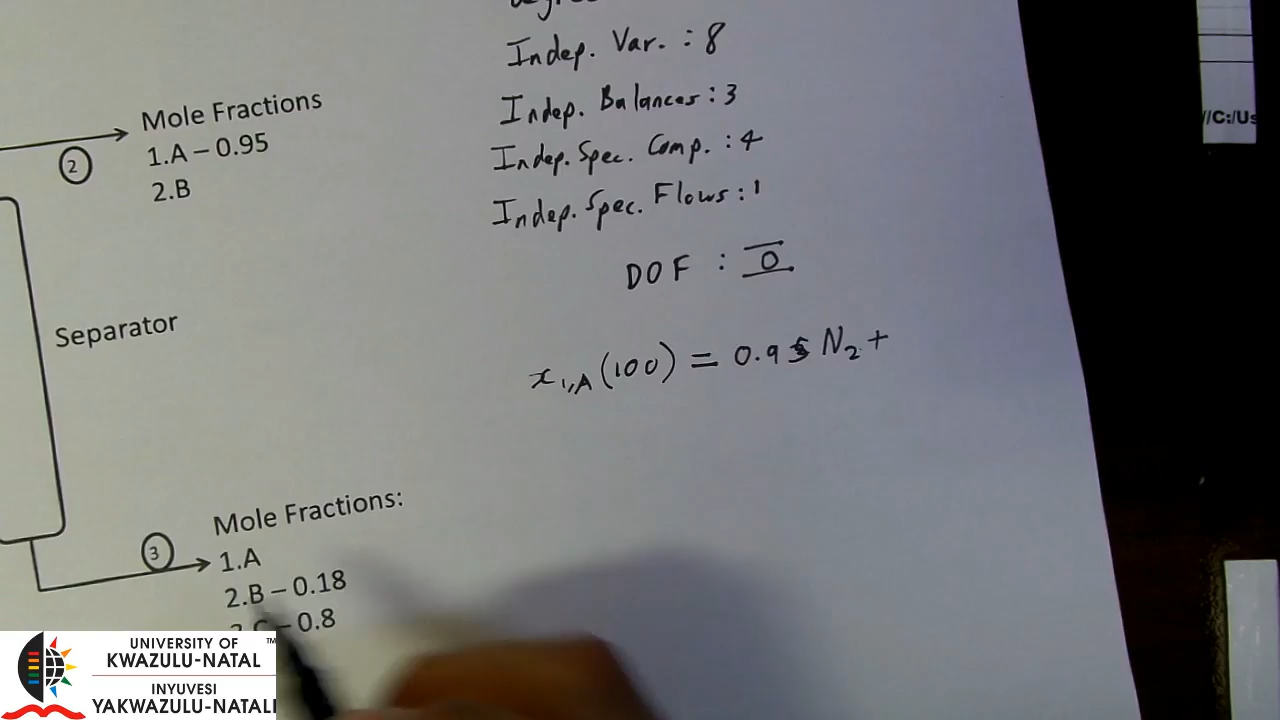 Indep. Var. : 8
Indep. Balances : 3
Indep. Spec. Comp. : 4
Indep. Spec. Flows : 1
DOF : 0
x1,A (100) = 0.95 N2 +
Mole Fractions
1.A – 0.95
2.B
2
Separator
3
Mole Fractions:
1.A
2.B – 0.18
C – 0.8
//C:/Us
UNIVERSITY OF
KWAZULU-NATAL
TM
INYUVESI
YAKWAZULU-NATALI